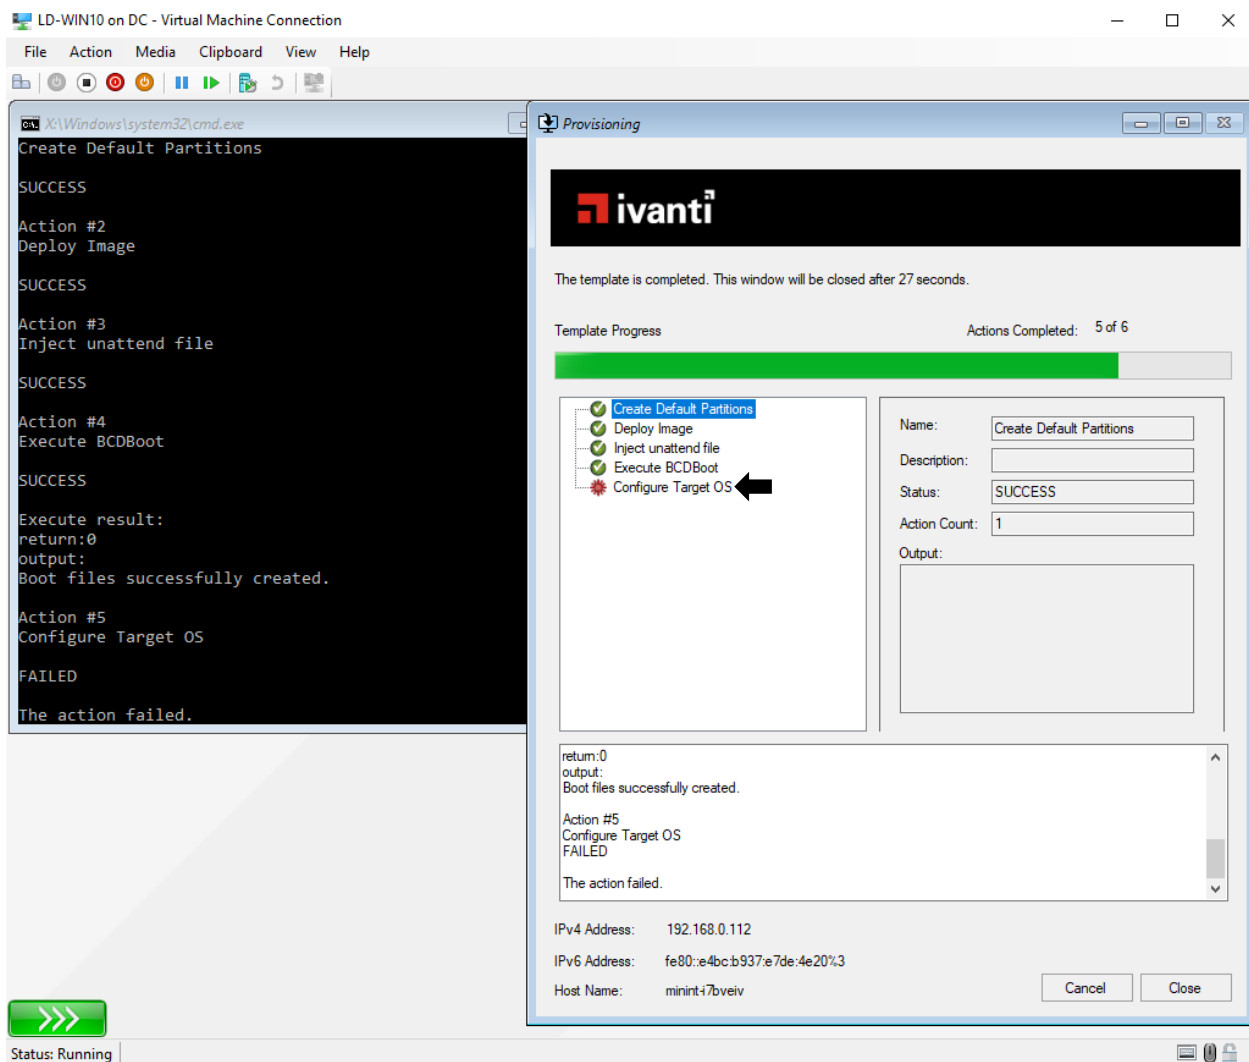 LD-WIN10 on DC - Virtual Machine Connection
File Action Media Clipboard View Help
X:\Windows\system32\cmd.exe
Create Default Partitions
SUCCESS
Action #2
Deploy Image
SUCCESS
Action #3
Inject unattend file
SUCCESS
Action #4
Execute BCDBoot
SUCCESS
Execute result:
return:0
output:
Boot files successfully created.
Action #5
Configure Target OS
FAILED
The action failed.
Provisioning
ivanti
The template is completed. This window will be closed after 27 seconds.
Template Progress
Actions Completed: 5 of 6
Create Default Partitions
Deploy Image
Inject unattend file
Execute BCDBoot
Configure Target OS
Name: Create Default Partitions
Description:
Status: SUCCESS
Action Count: 1
Output:
return:0
output:
Boot files successfully created.
Action #5
Configure Target OS
FAILED
The action failed.
IPv4 Address: 192.168.0.112
IPv6 Address: fe80::e4bc:b937:e7de:4e20%3
Host Name: minint-i7bveiv
Cancel
Close
Status: Running